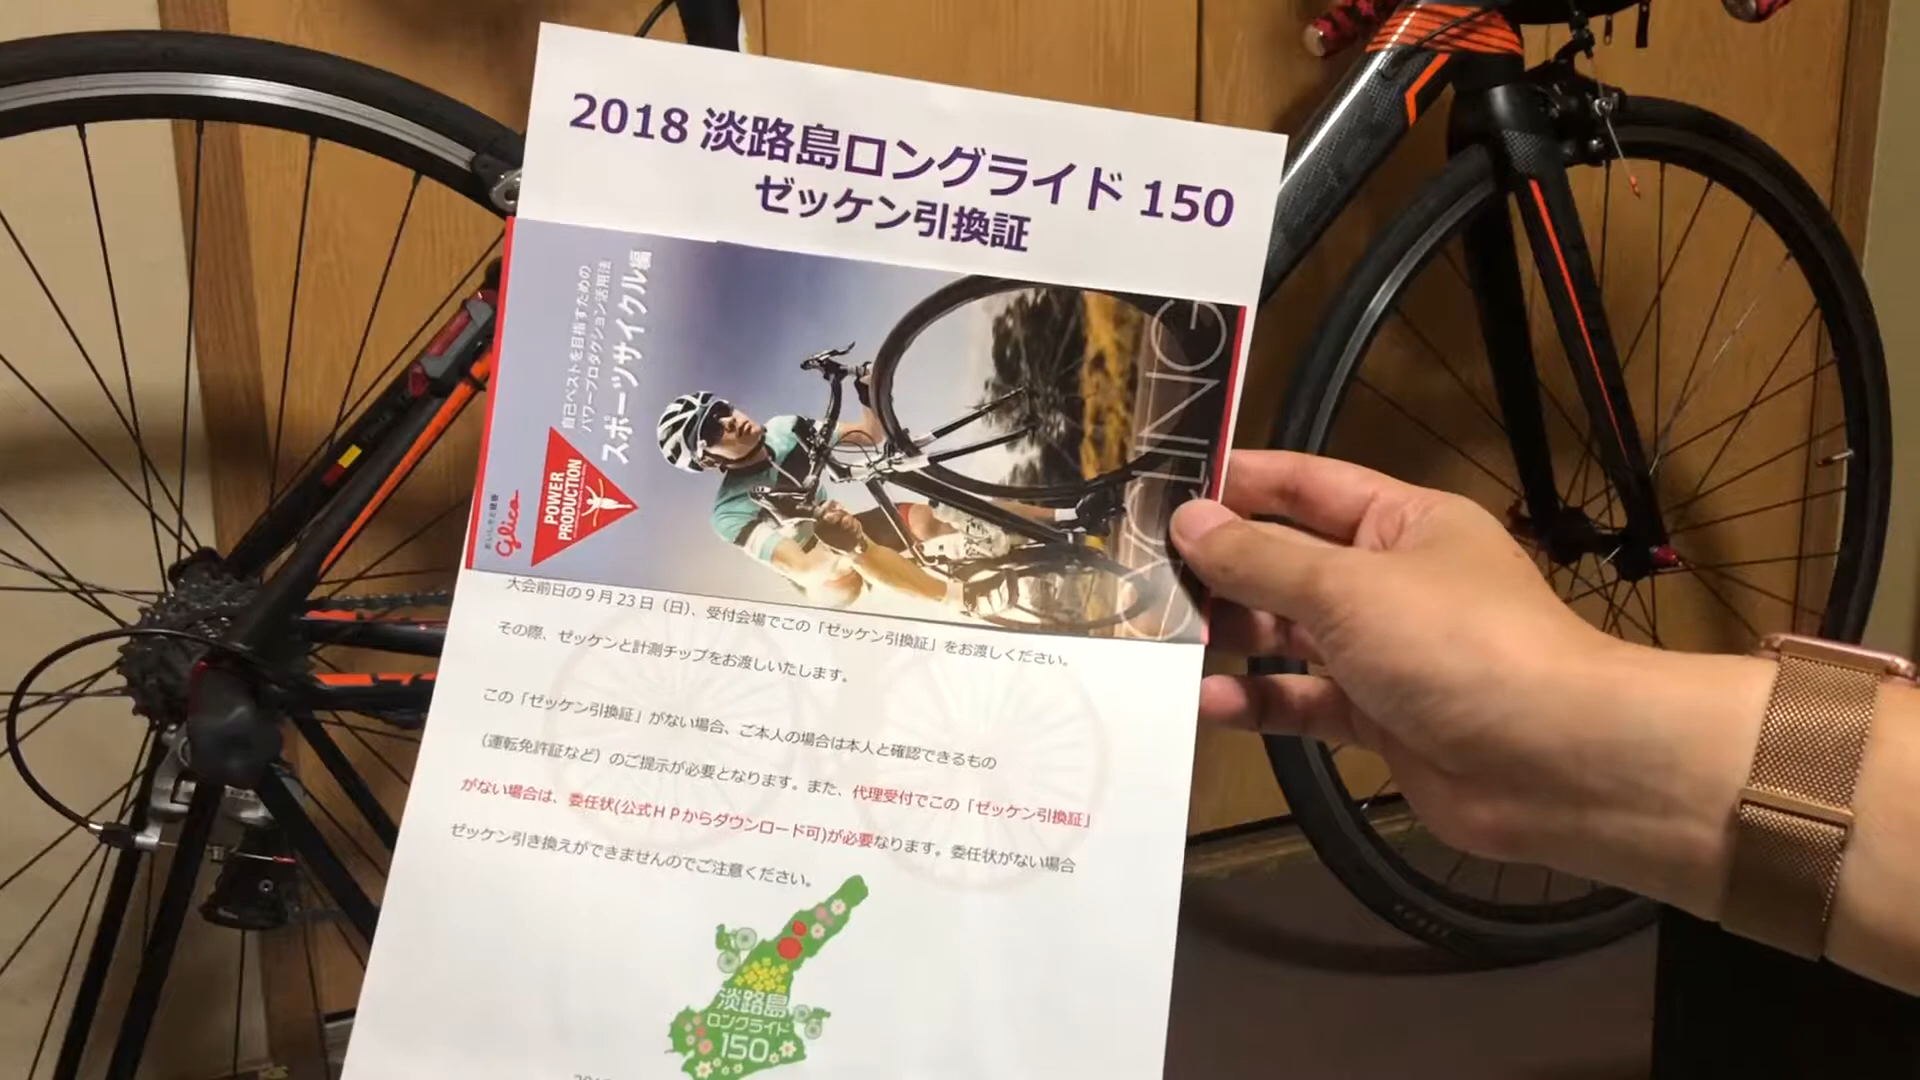 2018 淡路島ロングライド 150
ゼッケン引換証
自己ベストを目指すための
パワープロダクション活用法
スポーツサイクル編
おいしさと健康
glico
POWER
PRODUCTION
CYCLING
大会前日の9月23日（日）、受付会場でこの「ゼッケン引換証」をお渡しください。
その際、ゼッケンと計測チップをお渡しいたします。
この「ゼッケン引換証」がない場合、ご本人の場合は本人と確認できるもの
（運転免許証など）のご提示が必要となります。また、代理受付でこの「ゼッケン引換証」
がない場合は、委任状(公式ＨＰからダウンロード可)が必要なります。委任状がない場合
ゼッケン引き換えができませんのでご注意ください。
淡路島
ロングライド
150